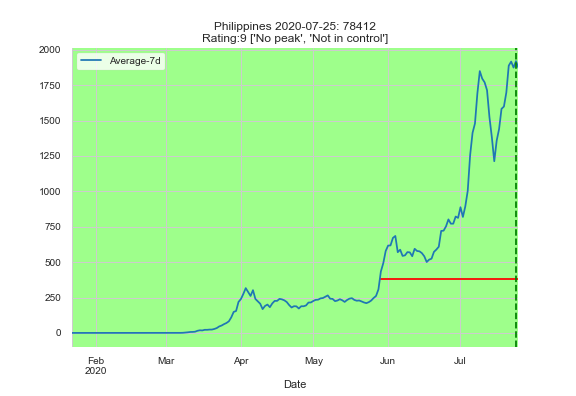 Philippines 2020-07-25: 78412
Rating:9 ['No peak', 'Not in control']
Average-7d
2000
1750
1500
1250
1000
750
500
250
0
Feb
2020
Mar
Apr
May
Jun
Jul
Date